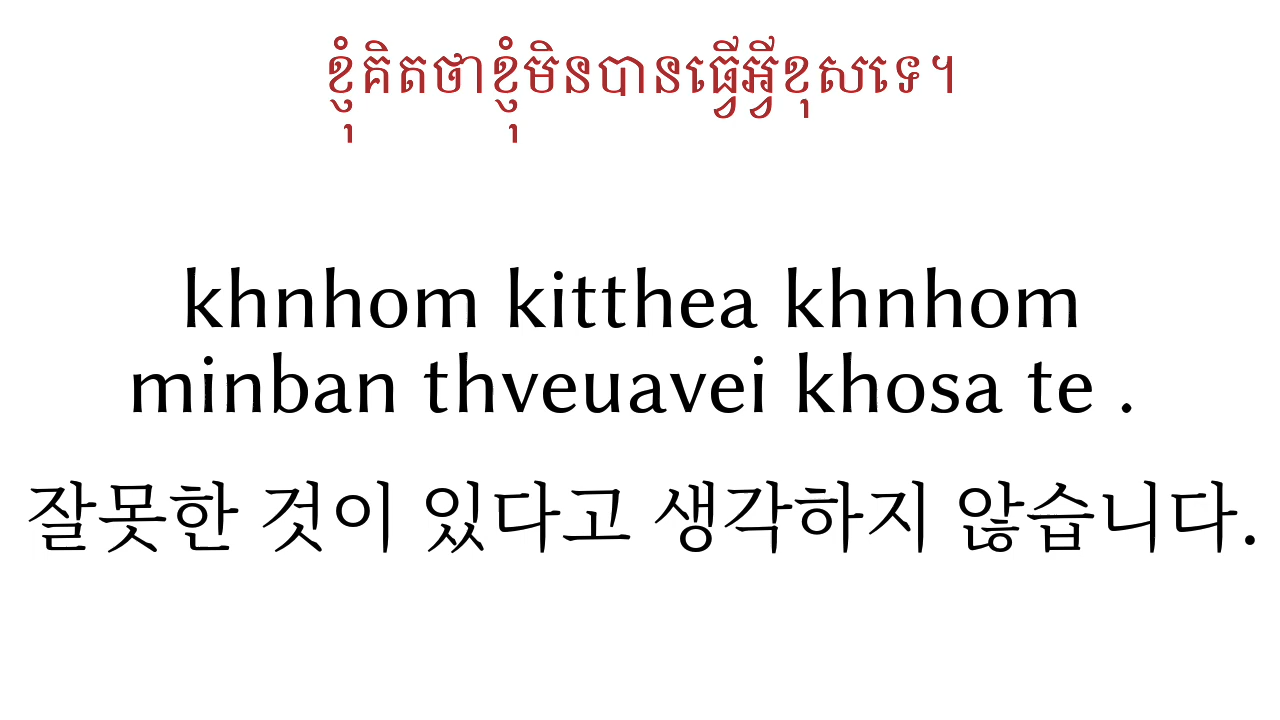 ខ្ញុំគិតថាខ្ញុំមិនបានធ្វើអ្វីខុសទេ។
khnhom kitthea khnhom
minban thveuavei khosa te .
잘못한 것이 있다고 생각하지 않습니다.